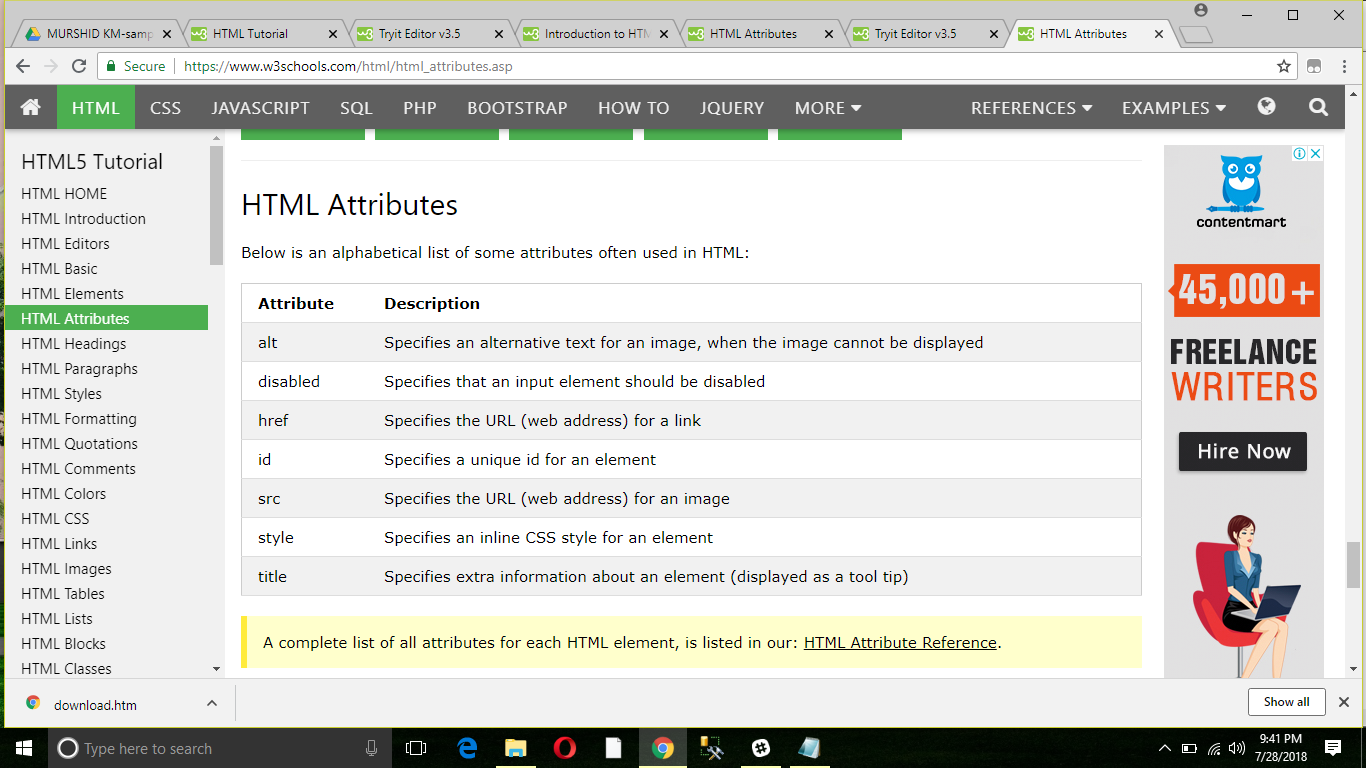 MURSHID KM-samp
HTML Tutorial
Tryit Editor v3.5
Introduction to HTM
HTML Attributes
Tryit Editor v3.5
HTML Attributes
Secure
https://www.w3schools.com/html/html_attributes.asp
HTML CSS JAVASCRIPT SQL PHP BOOTSTRAP HOW TO JQUERY MORE REFERENCES EXAMPLES
HTML5 Tutorial
HTML HOME
HTML Introduction
HTML Editors
HTML Basic
HTML Elements
HTML Attributes
HTML Headings
HTML Paragraphs
HTML Styles
HTML Formatting
HTML Quotations
HTML Comments
HTML Colors
HTML CSS
HTML Links
HTML Images
HTML Tables
HTML Lists
HTML Blocks
HTML Classes
HTML Attributes
Below is an alphabetical list of some attributes often used in HTML:
Attribute Description
alt Specifies an alternative text for an image, when the image cannot be displayed
disabled Specifies that an input element should be disabled
href Specifies the URL (web address) for a link
id Specifies a unique id for an element
src Specifies the URL (web address) for an image
style Specifies an inline CSS style for an element
title Specifies extra information about an element (displayed as a tool tip)
A complete list of all attributes for each HTML element, is listed in our: HTML Attribute Reference.
contentmart
45,000+
FREELANCE
WRITERS
Hire Now
download.htm
Show all
Type here to search
9:41 PM
7/28/2018